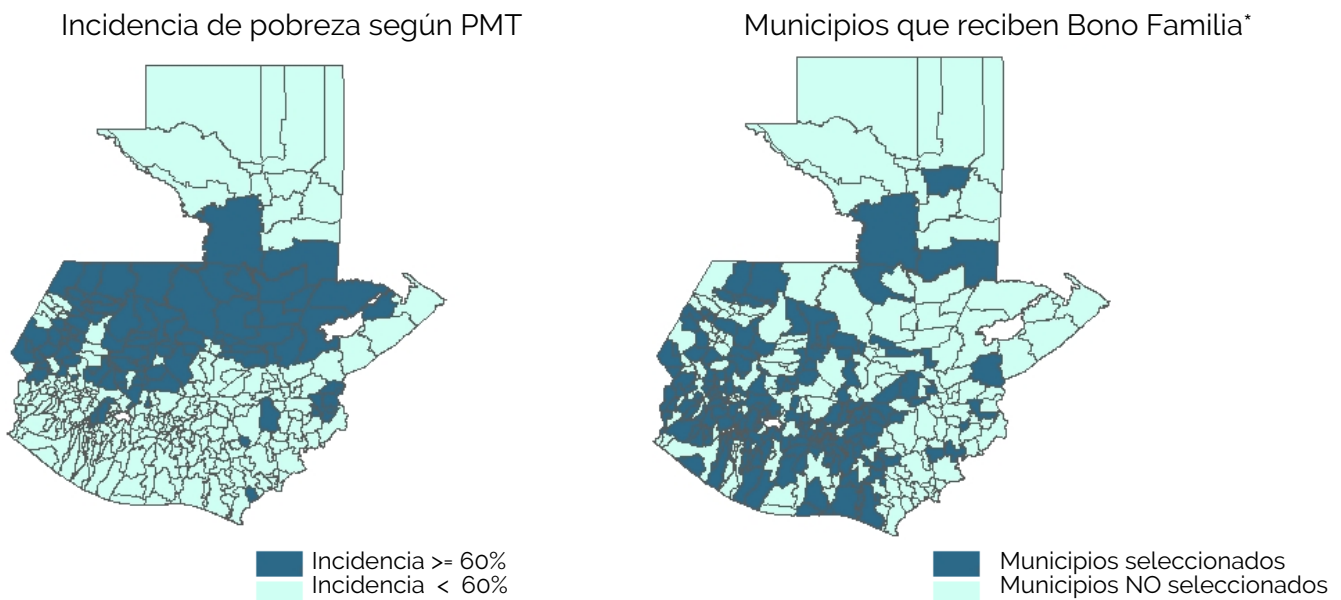 Incidencia de pobreza según PMT
Municipios que reciben Bono Familia*
Incidencia >= 60%
Incidencia < 60%
Municipios seleccionados
Municipios NO seleccionados